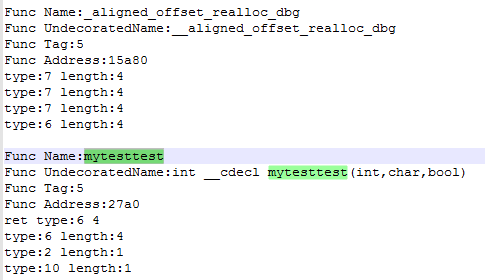 Func Name:_aligned_offset_realloc_dbg
Func UndecoratedName:__aligned_offset_realloc_dbg
Func Tag:5
Func Address:15a80
type:7 length:4
type:7 length:4
type:7 length:4
type:6 length:4

Func Name:mytesttest
Func UndecoratedName:int __cdecl mytesttest(int,char,bool)
Func Tag:5
Func Address:27a0
ret type:6 4
type:6 length:4
type:2 length:1
type:10 length:1